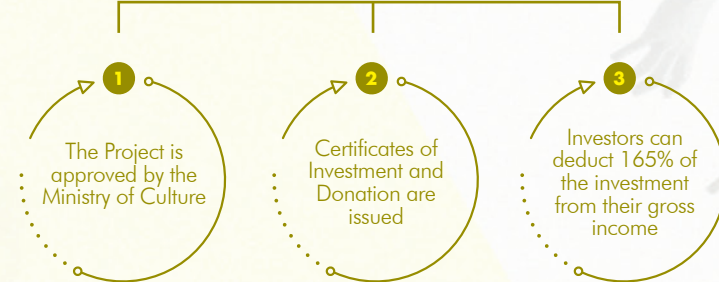 1
The Project is
approved by the
Ministry of Culture
2
Certificates of
Investment and
Donation are
issued
3
Investors can
deduct 165% of
the investment
from their gross
income